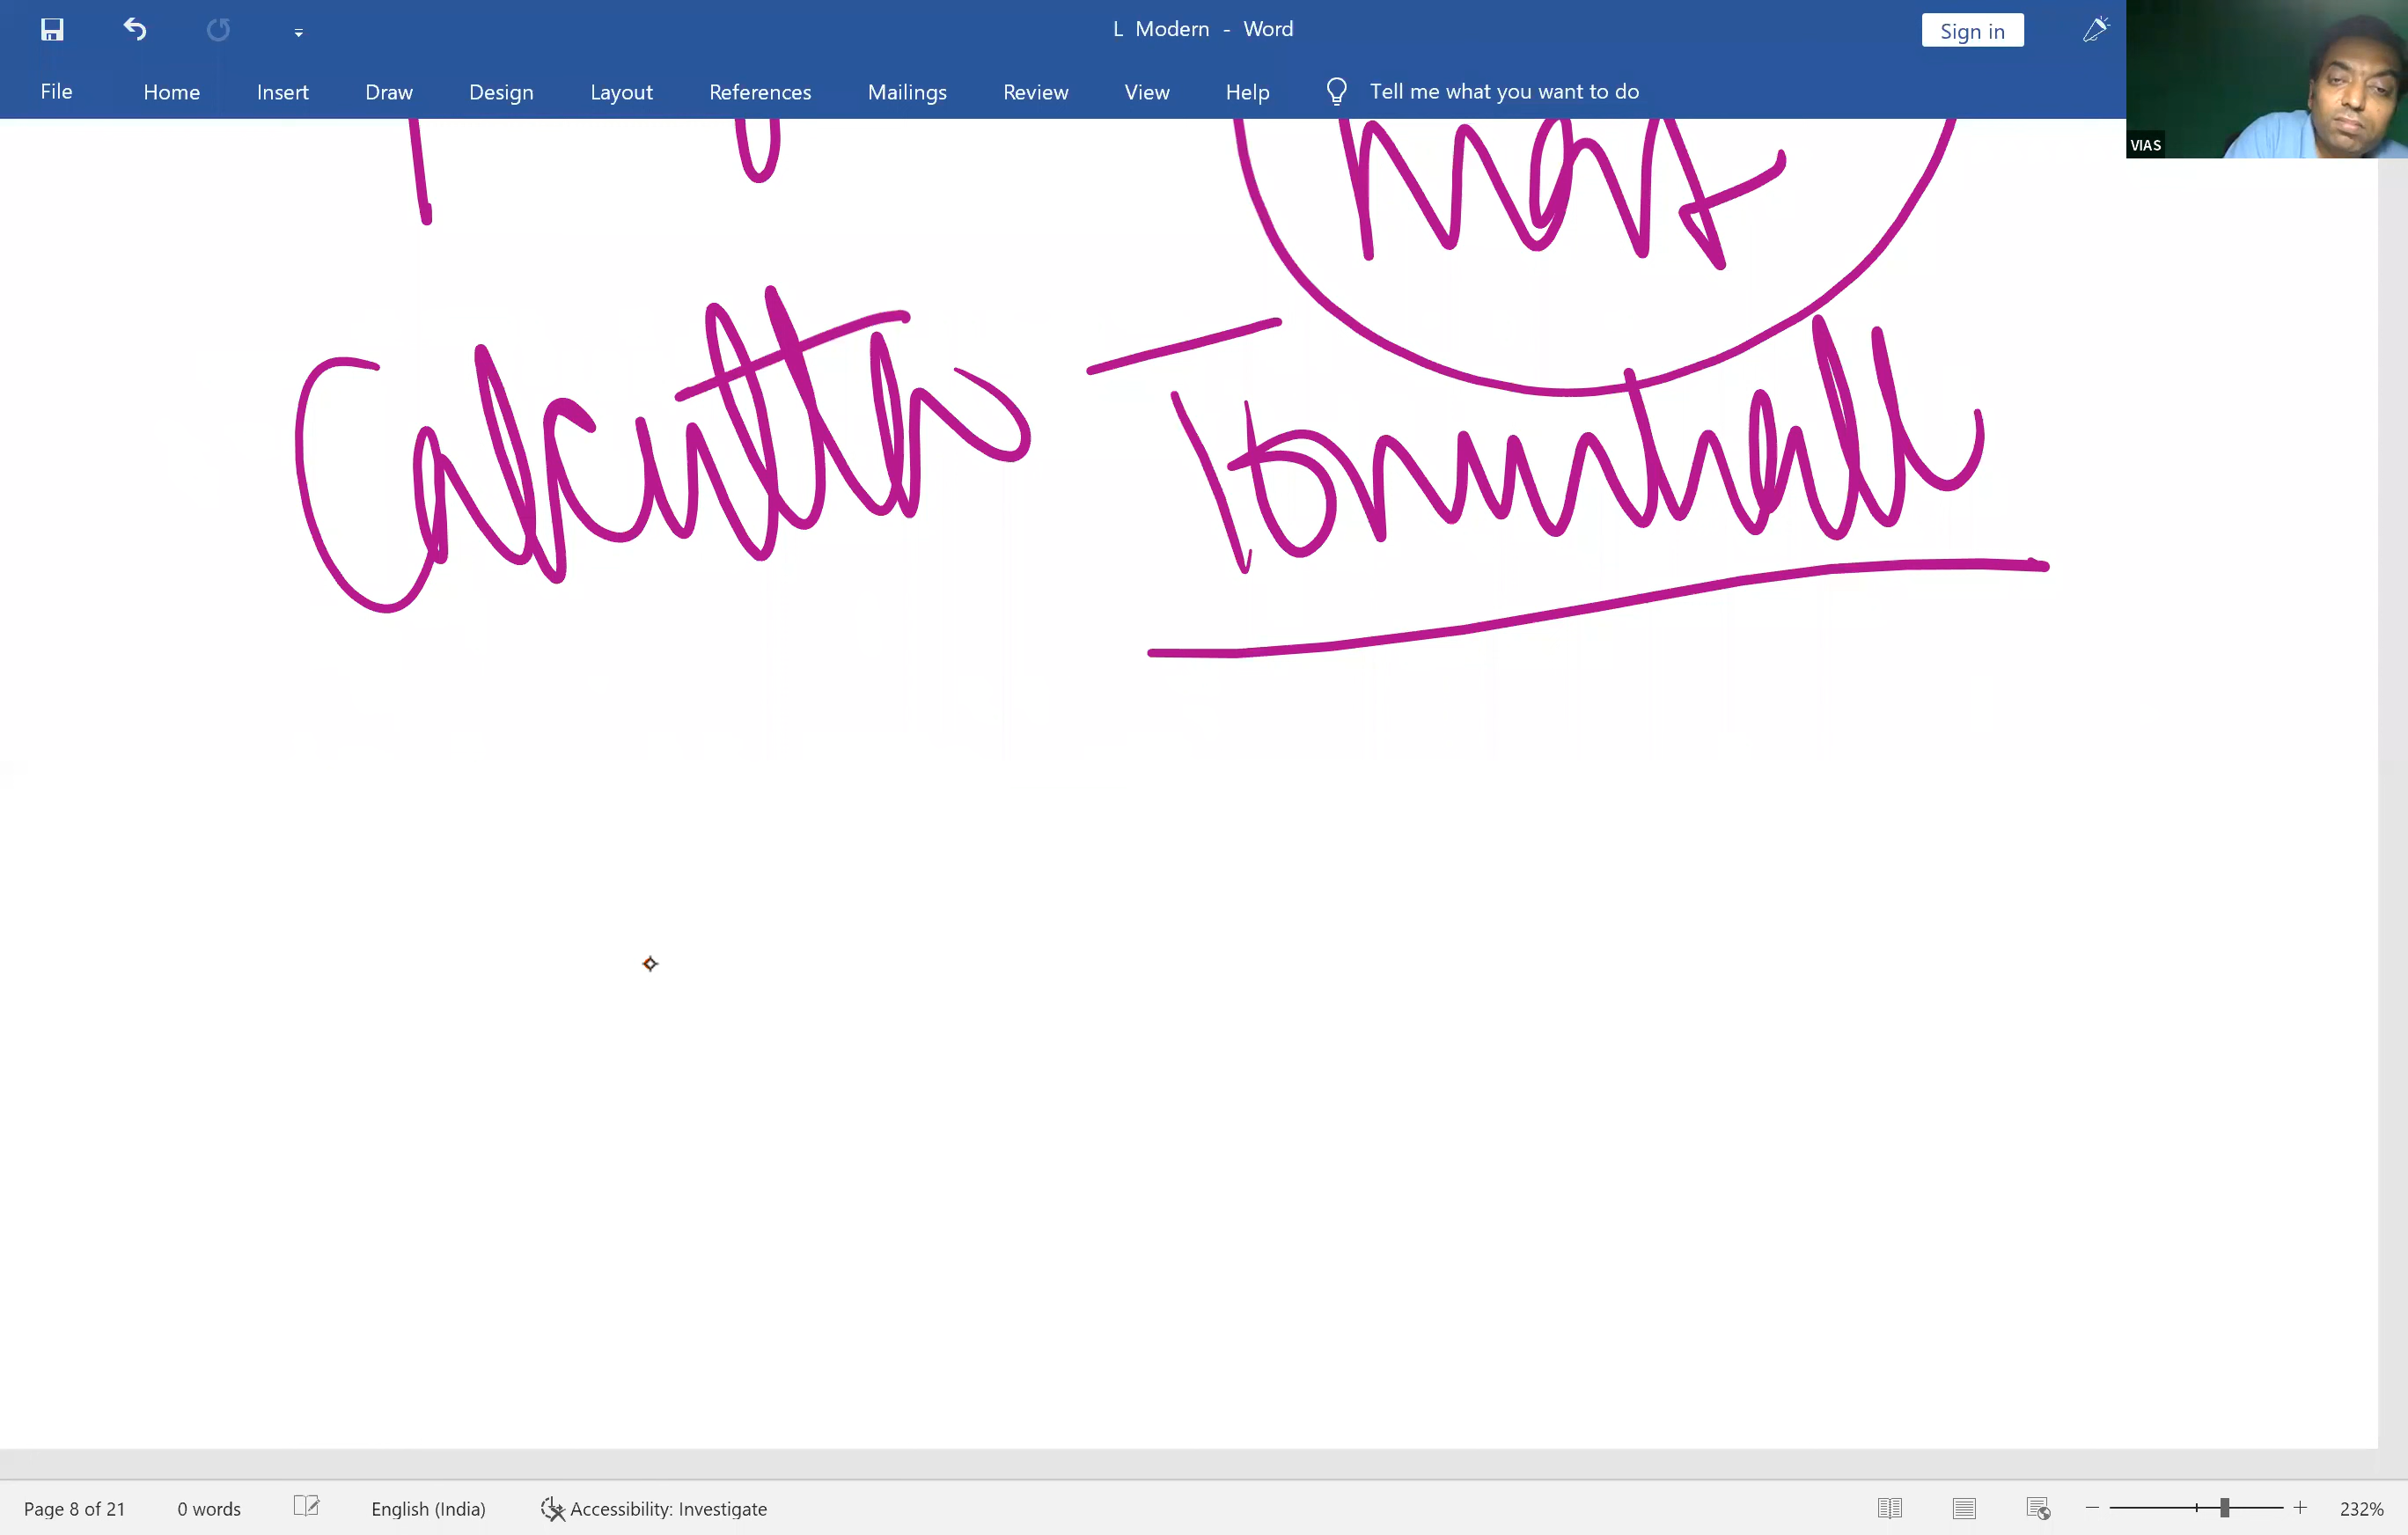 L Modern - Word
Sign in
File Home Insert Draw Design Layout References Mailings Review View Help Tell me what you want to do
VIAS
Calcutta - Townhall
Page 8 of 21 0 words English (India) Accessibility: Investigate 232%